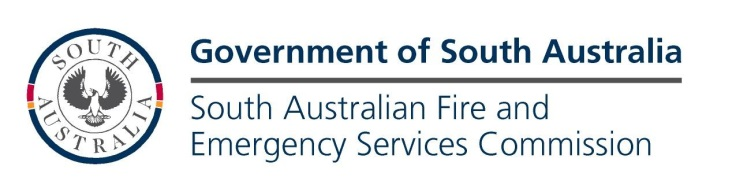 SOUTH
AUSTRALIA
Government of South Australia
South Australian Fire and
Emergency Services Commission